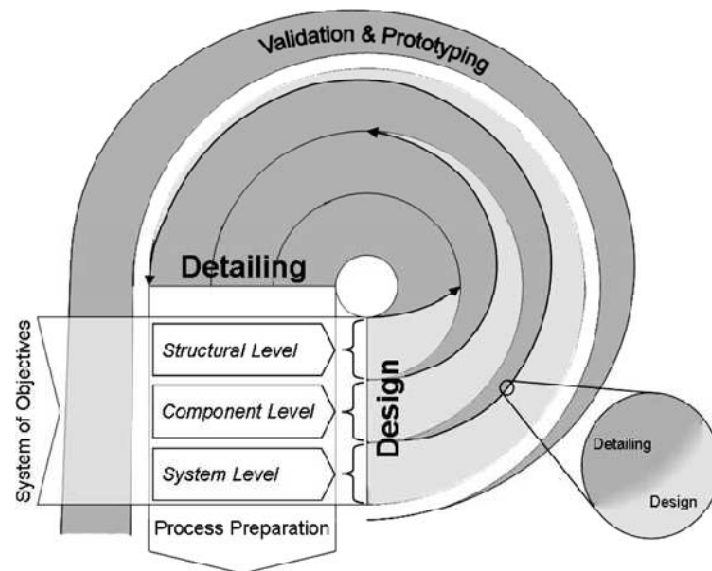 Validation & Prototyping
Detailing
System of Objectives
Structural Level
Component Level
System Level
Design
Process Preparation
Detailing
Design